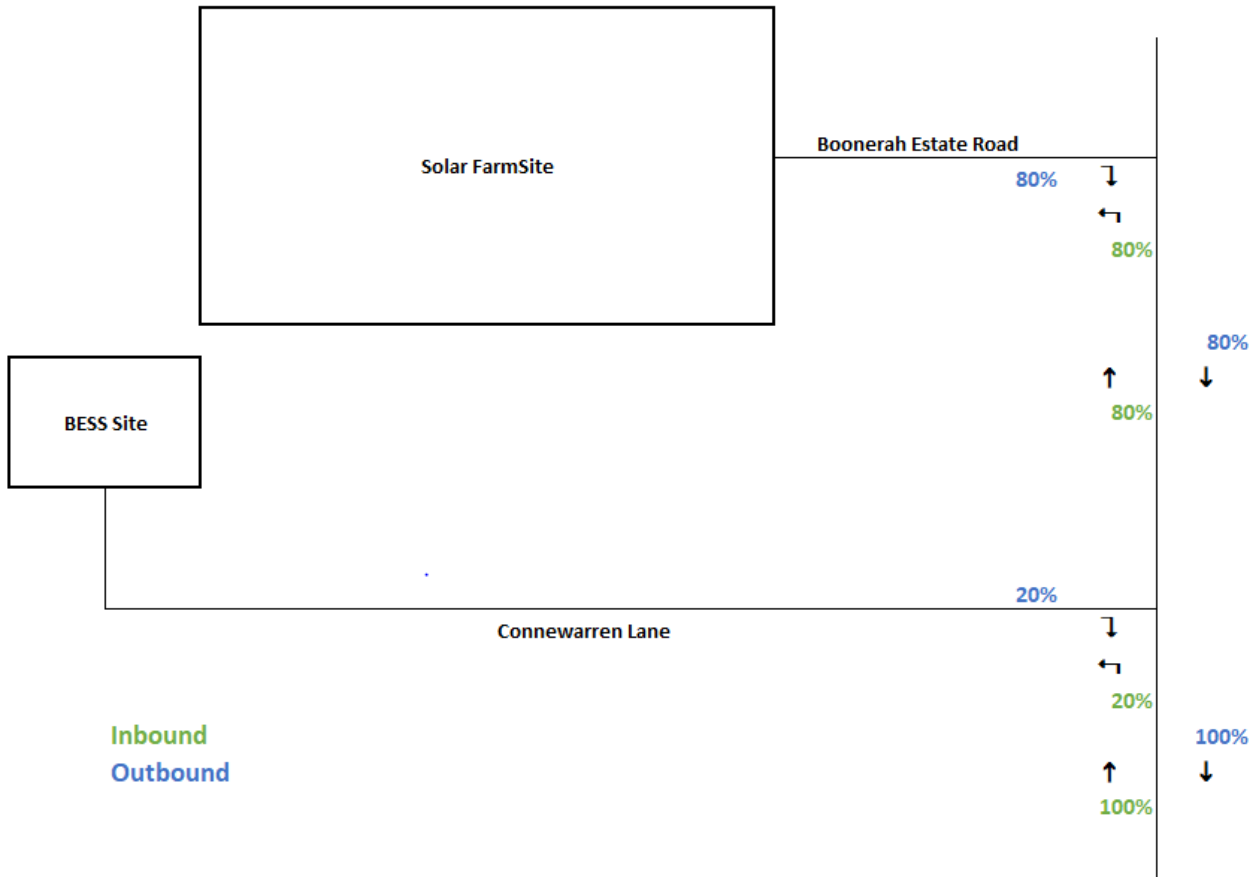 Boonerah Estate Road
Solar FarmSite
80%
80%
80%
BESS Site
80%
20%
Connewarren Lane
20%
Inbound
100%
Outbound
100%